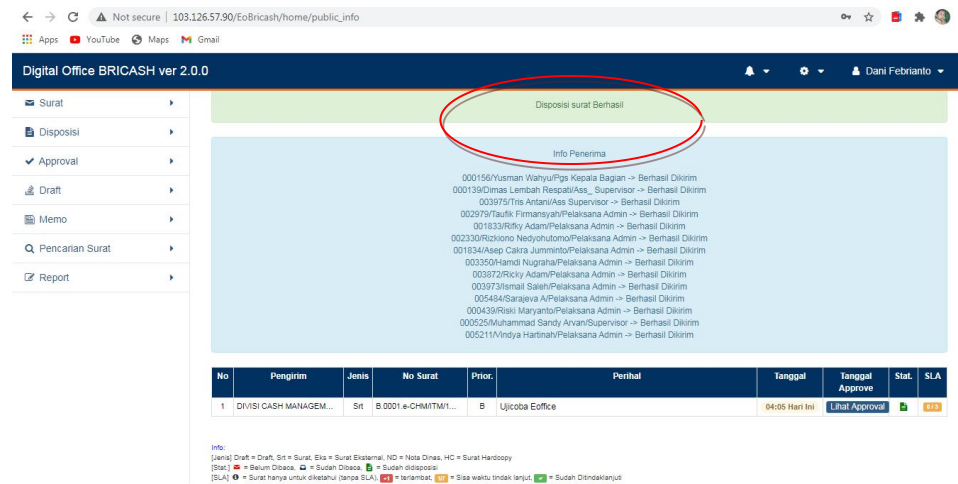 Not secure | 103.126.57.90/EoBricash/home/public_info
Apps YouTube Maps Gmail
Digital Office BRICASH ver 2.0.0
Dani Febrianto
Surat
Disposisi
Approval
Draft
Memo
Pencarian Surat
Report
Disposisi surat Berhasil
Info Penerima
000156/Yusman Wahyu/Pgs Kepala Bagian -> Berhasil Dikirim
000139/Dimas Lembah Respati/Ass_ Supervisor -> Berhasil Dikirim
003975/Tris Antani/Ass Supervisor -> Berhasil Dikirim
002979/Taufik Firmansyah/Pelaksana Admin -> Berhasil Dikirim
001833/Rifky Adam/Pelaksana Admin -> Berhasil Dikirim
002330/Rizkiono Nedyohutomo/Pelaksana Admin -> Berhasil Dikirim
001834/Asep Cakra Jumminto/Pelaksana Admin -> Berhasil Dikirim
003350/Hamdi Nugraha/Pelaksana Admin -> Berhasil Dikirim
003872/Ricky Adam/Pelaksana Admin -> Berhasil Dikirim
003973/Ismail Saleh/Pelaksana Admin -> Berhasil Dikirim
005484/Sarajeva A/Pelaksana Admin -> Berhasil Dikirim
000439/Riski Maryanto/Pelaksana Admin -> Berhasil Dikirim
000525/Muhammad Sandy Arvan/Supervisor -> Berhasil Dikirim
005211/Vindya Hartinah/Pelaksana Admin -> Berhasil Dikirim
No Pengirim Jenis No Surat Prior. Perihal Tanggal Tanggal Approve Stat. SLA
1 DIVISI CASH MANAGEM... Srt B.0001.e-CHM/ITM/1... B Ujicoba Eoffice 04:05 Hari Ini Lihat Approval 0/3
Info:
[Jenis] Draft = Draft, Srt = Surat, Eks = Surat Eksternal, ND = Nota Dinas, HC = Surat Hardcopy
[Stat.] = Belum Dibaca, = Sudah Dibaca, = Sudah didisposisi
[SLA] = Surat hanya untuk diketahui (tanpa SLA), +1 = terlambat, = Sisa waktu tindak lanjut, = Sudah Ditindaklanjuti